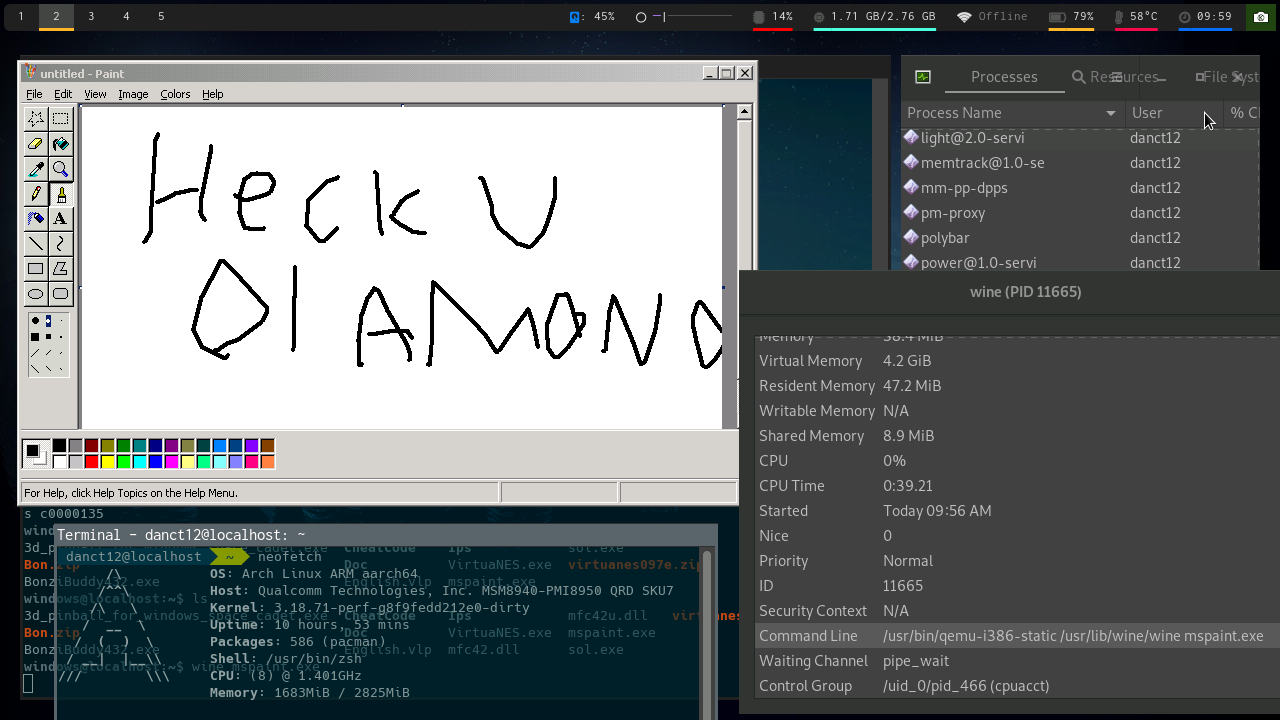 1 2 3 4 5 : 45% 14% 1.71 GB/2.76 GB Offline 79% 58°C 09:59
untitled - Paint
File Edit View Image Colors Help
A
HeCk U
DIAMOND
For Help, click Help Topics on the Help Menu.
Processes Resources File Syst
Process Name User % C
light@2.0-servi danct12
memtrack@1.0-se danct12
mm-pp-dpps danct12
pm-proxy danct12
polybar danct12
power@1.0-servi danct12
wine (PID 11665)
Memory 38.4 MiB
Virtual Memory 4.2 GiB
Resident Memory 47.2 MiB
Writable Memory N/A
Shared Memory 8.9 MiB
CPU 0%
CPU Time 0:39.21
Started Today 09:56 AM
Nice 0
Priority Normal
ID 11665
Security Context N/A
Command Line /usr/bin/qemu-i386-static /usr/lib/wine/wine mspaint.exe
Waiting Channel pipe_wait
Control Group /uid_0/pid_466 (cpuacct)
s c0000135
Terminal - danct12@localhost: ~
danct12@localhost ~ neofetch
OS: Arch Linux ARM aarch64
Host: Qualcomm Technologies, Inc. MSM8940-PMI8950 QRD SKU7
Kernel: 3.18.71-perf-g8f9fedd212e0-dirty
Uptime: 10 hours, 53 mins
Packages: 586 (pacman)
Shell: /usr/bin/zsh
CPU: (8) @ 1.401GHz
Memory: 1683MiB / 2825MiB
CheatCode Ips sol.exe
Bon.zip Doc VirtuaNES.exe virtuanes097e.zip
BonziBuddy432.exe English.vlp mspaint.exe
windows@localhost:~$ ls
3d_pinball_for_windows_space_cadet.exe CheatCode Ips mfc42u.dll
Bon.zip Doc VirtuaNES.exe mspaint.exe
BonziBuddy432.exe English.vlp mfc42.dll sol.exe
windows@localhost:~$ wine mspaint.exe